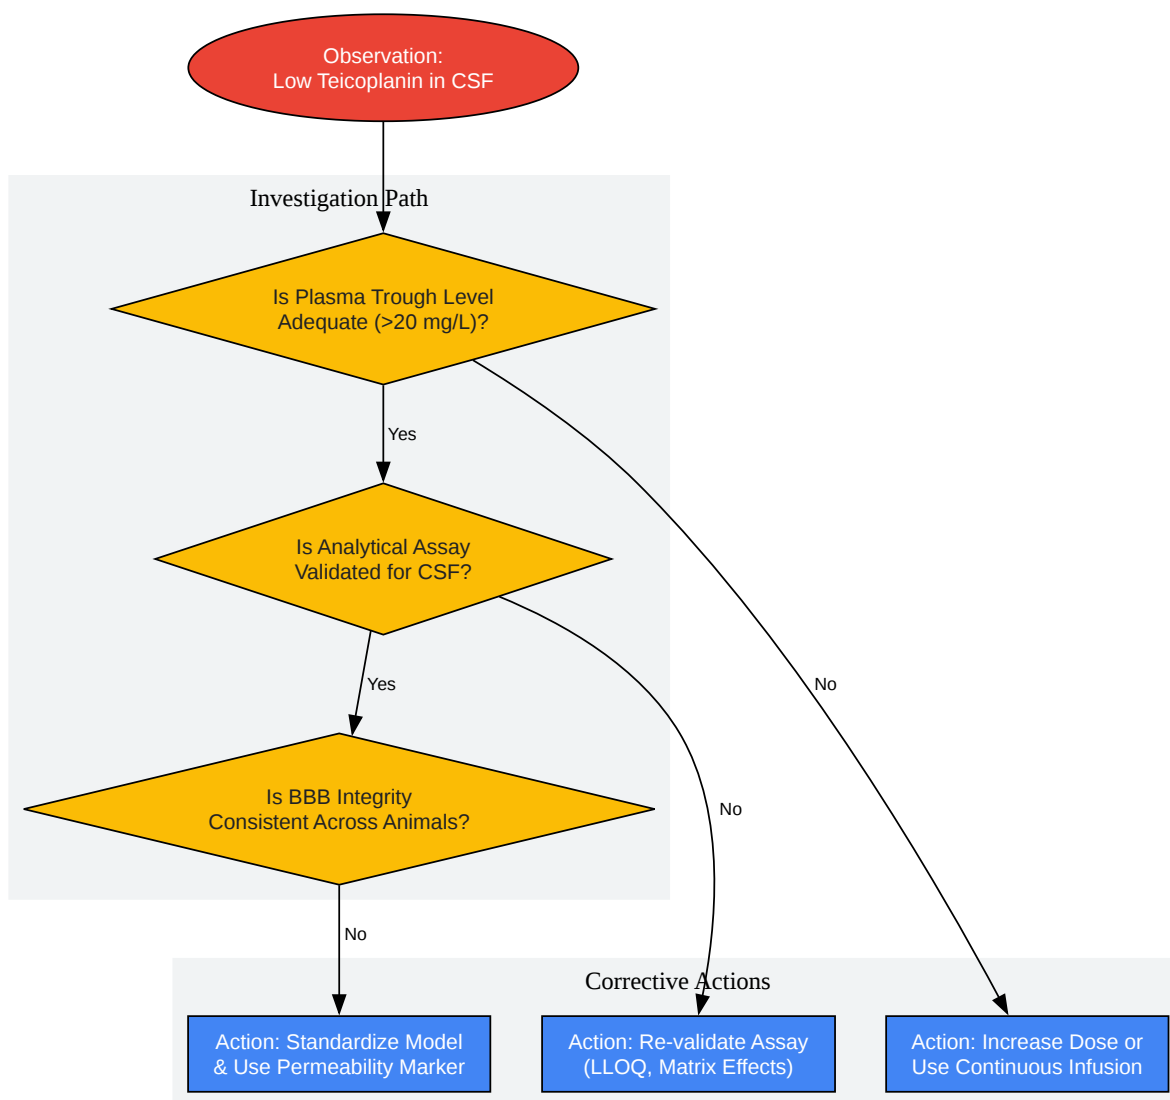 Observation:
Low Teicoplanin in CSF
Investigation Path
Is Plasma Trough Level
Adequate (>20 mg/L)?
Yes
Is Analytical Assay
Validated for CSF?
Yes
No
Is BBB Integrity
Consistent Across Animals?
No
No
Corrective Actions
Action: Standardize Model
& Use Permeability Marker
Action: Re-validate Assay
(LLOQ, Matrix Effects)
Action: Increase Dose or
Use Continuous Infusion